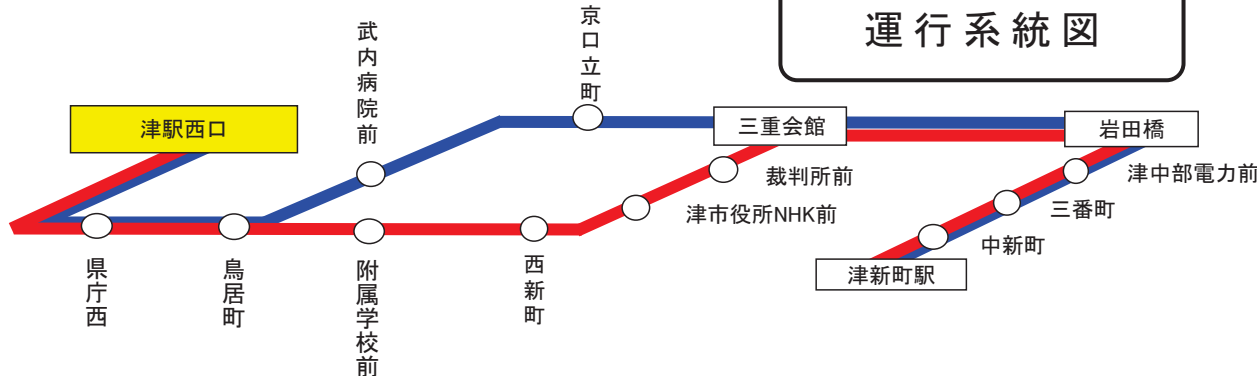 運行系統図
京口立町
武内病院前
津駅西口
三重会館
岩田橋
裁判所前
津中部電力前
津市役所NHK前
三番町
中新町
津新町駅
県庁西
鳥居町
附属学校前
西新町